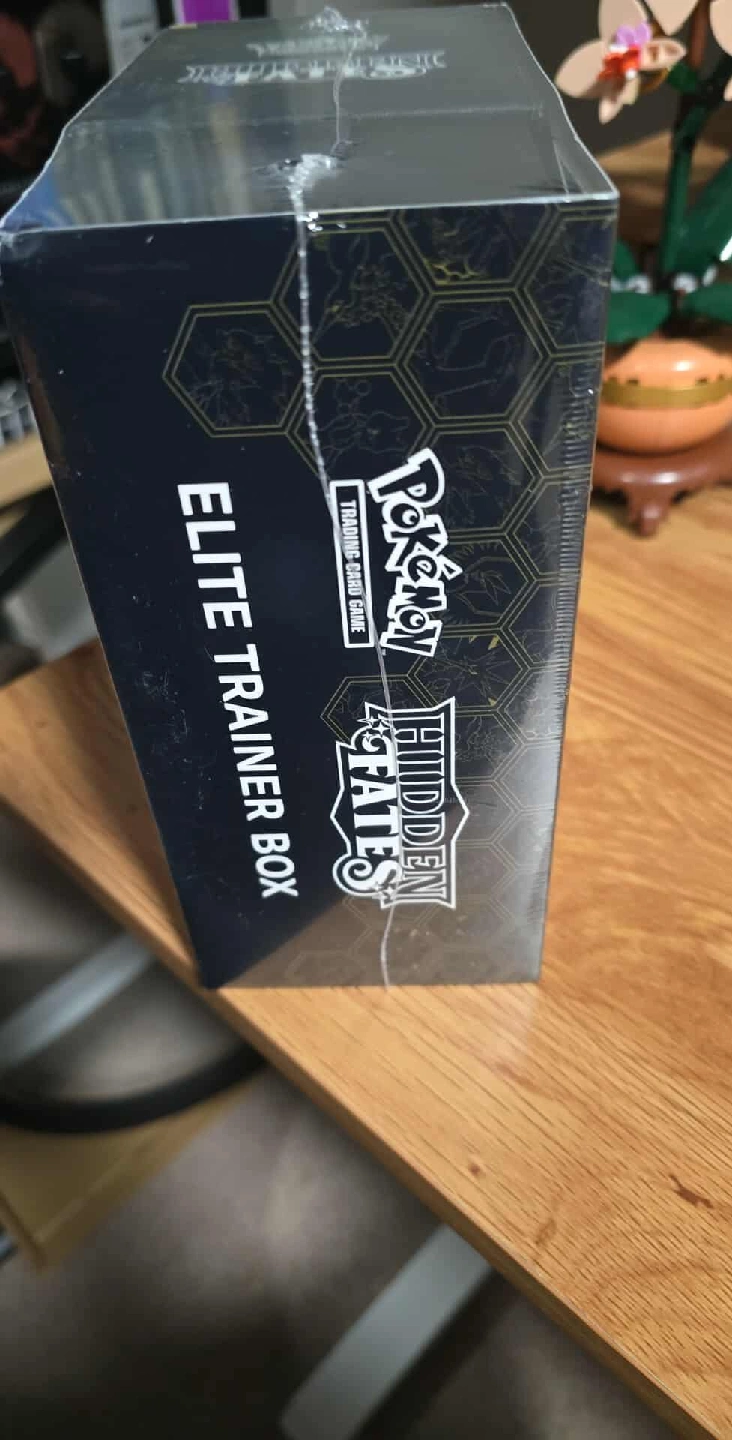 Pokémon
TRADING CARD GAME
HIDDEN
FATES
ELITE TRAINER BOX